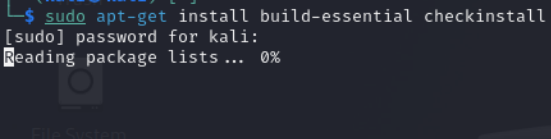 $ sudo apt-get install build-essential checkinstall
[sudo] password for kali:
Reading package lists... 0%
File System